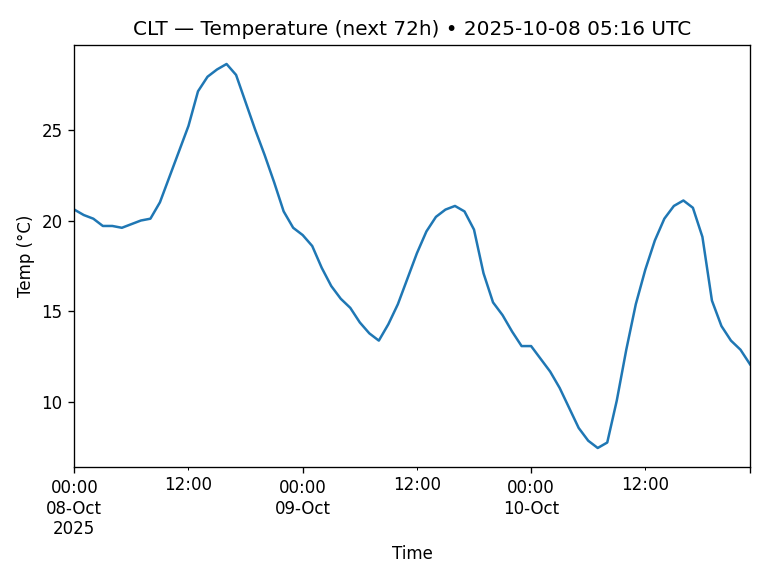 CLT — Temperature (next 72h) • 2025-10-08 05:16 UTC
25
20
15
10
Temp (°C)
00:00 12:00 00:00 12:00 00:00 12:00
08-Oct 09-Oct 10-Oct
2025
Time